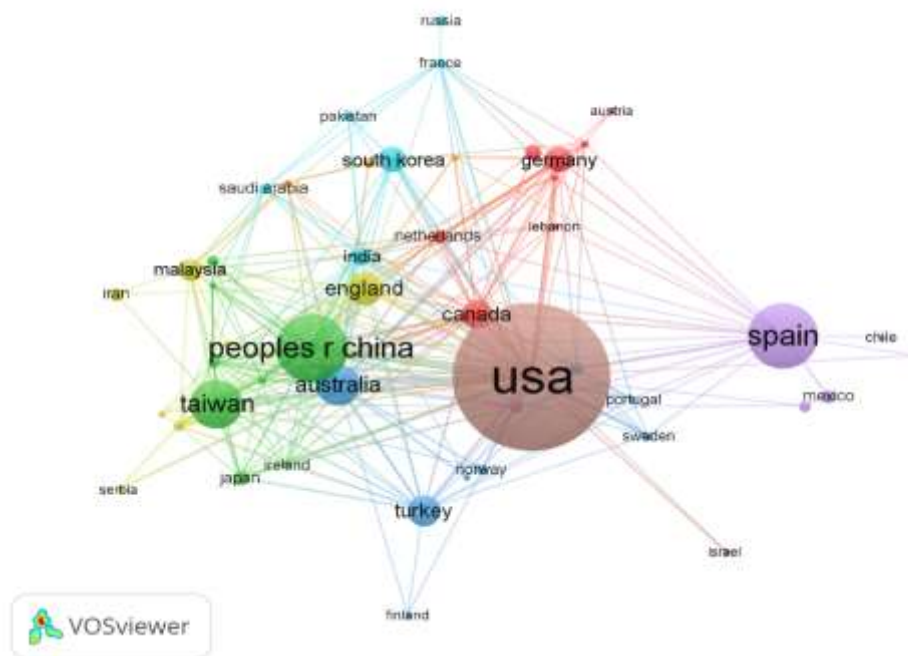 russia
france
austria
pakistan
south korea
germany
saudi arabia
lebanon
netherlands
india
malaysia
england
iran
canada
peoples r china
spain
chile
usa
australia
taiwan
portugal
mexico
sweden
ireland
norway
japan
serbia
turkey
israel
finland
VOSviewer